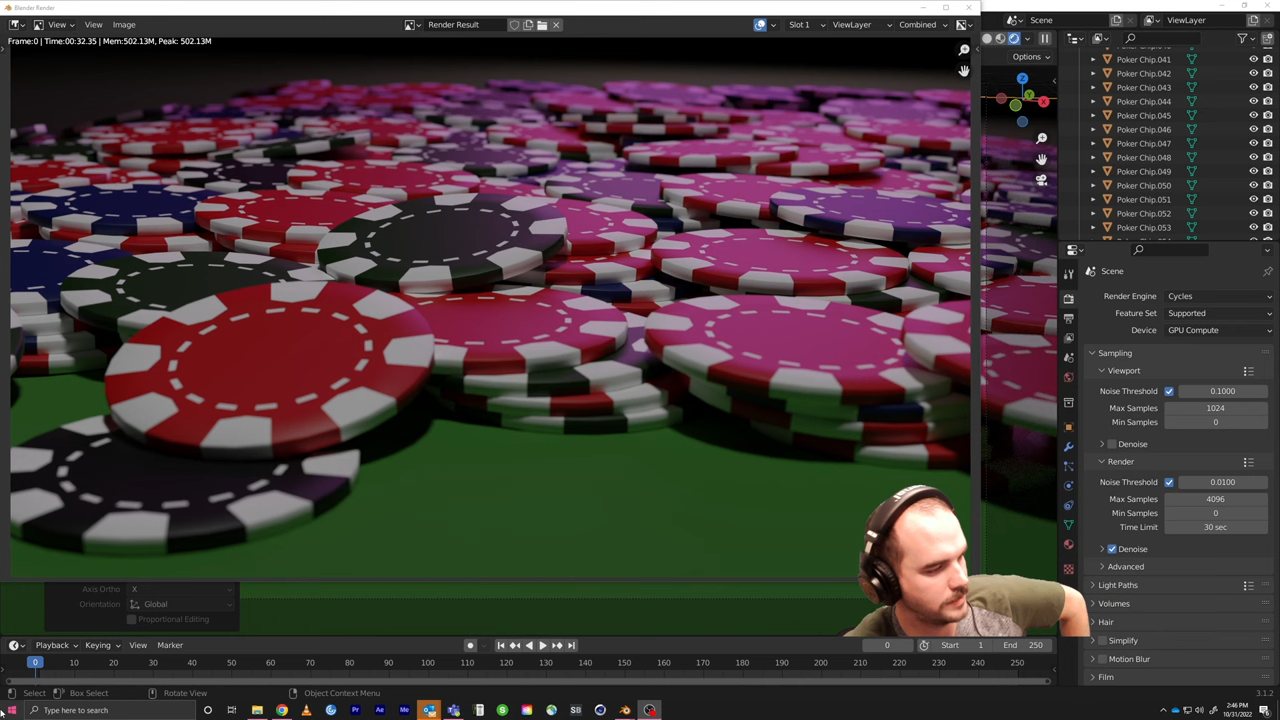 Blender Render
View
View
Image
Render Result
Slot 1
ViewLayer
Combined
Scene
ViewLayer
Frame:0 | Time:00:32.35 | Mem:502.13M, Peak: 502.13M
Options
Z
Y
X
Poker Chip.041
Poker Chip.042
Poker Chip.043
Poker Chip.044
Poker Chip.045
Poker Chip.046
Poker Chip.047
Poker Chip.048
Poker Chip.049
Poker Chip.050
Poker Chip.051
Poker Chip.052
Poker Chip.053
Scene
Render Engine Cycles
Feature Set Supported
Device GPU Compute
Sampling
Viewport
Noise Threshold 0.1000
Max Samples 1024
Min Samples 0
Denoise
Render
Noise Threshold 0.0100
Max Samples 4096
Min Samples 0
Time Limit 30 sec
Denoise
Advanced
Light Paths
Volumes
Hair
Simplify
Motion Blur
Film
Axis Ortho X
Orientation Global
Proportional Editing
Playback Keying View Marker
0 Start 1 End 250
0 10 20 30 40 50 60 70 80 90 100 110 120 130 140 150 160 170 180 190 200 210 220 230 240 250
Select Box Select Rotate View Object Context Menu 3.1.2
Type here to search
Pr Ae Me
2:46 PM
10/31/2022